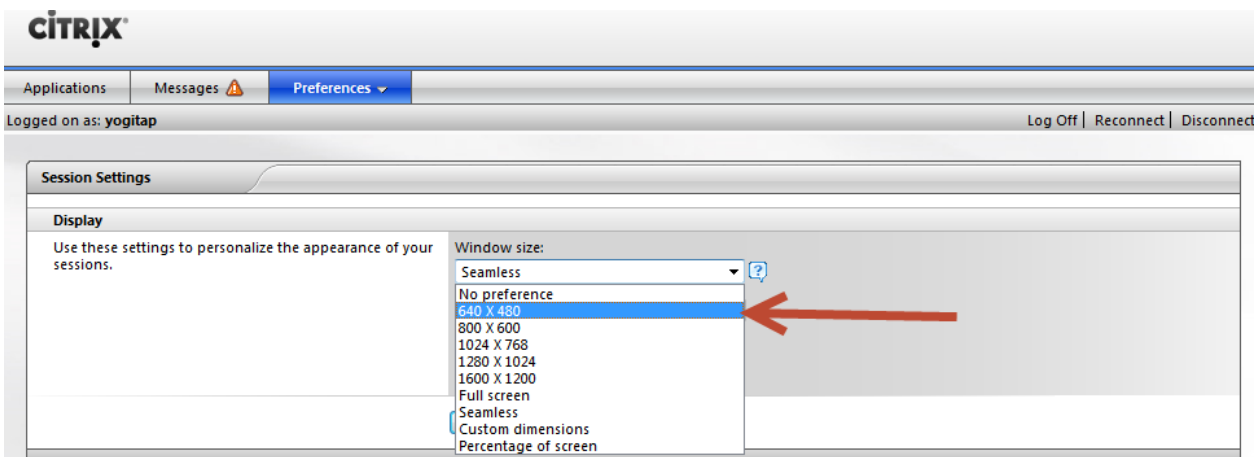 CITRIX
Applications Messages Preferences
Logged on as: yogitap Log Off | Reconnect | Disconnect
Session Settings
Display
Use these settings to personalize the appearance of your Window size:
sessions.
Seamless ?
No preference
640 X 480
800 X 600
1024 X 768
1280 X 1024
1600 X 1200
Full screen
Seamless
Custom dimensions
Percentage of screen